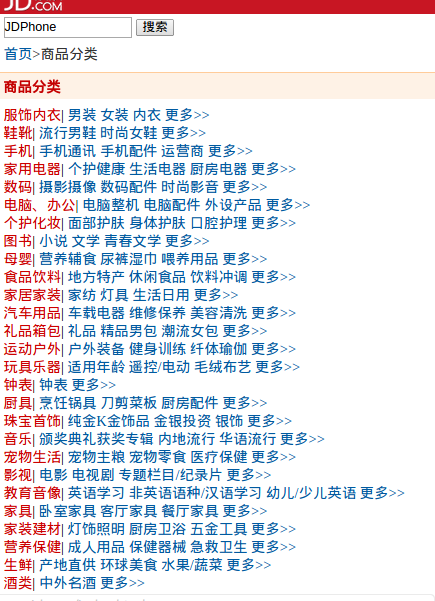 JD.COM
JDPhone 搜索
首页>商品分类
商品分类
服饰内衣| 男装 女装 内衣 更多>>
鞋靴| 流行男鞋 时尚女鞋 更多>>
手机| 手机通讯 手机配件 运营商 更多>>
家用电器| 个护健康 生活电器 厨房电器 更多>>
数码| 摄影摄像 数码配件 时尚影音 更多>>
电脑、办公| 电脑整机 电脑配件 外设产品 更多>>
个护化妆| 面部护肤 身体护肤 口腔护理 更多>>
图书| 小说 文学 青春文学 更多>>
母婴| 营养辅食 尿裤湿巾 喂养用品 更多>>
食品饮料| 地方特产 休闲食品 饮料冲调 更多>>
家居家装| 家纺 灯具 生活日用 更多>>
汽车用品| 车载电器 维修保养 美容清洗 更多>>
礼品箱包| 礼品 精品男包 潮流女包 更多>>
运动户外| 户外装备 健身训练 纤体瑜伽 更多>>
玩具乐器| 适用年龄 遥控/电动 毛绒布艺 更多>>
钟表| 钟表 更多>>
厨具| 烹饪锅具 刀剪菜板 厨房配件 更多>>
珠宝首饰| 纯金K金饰品 金银投资 银饰 更多>>
音乐| 颁奖典礼获奖专辑 内地流行 华语流行 更多>>
宠物生活| 宠物主粮 宠物零食 医疗保健 更多>>
影视| 电影 电视剧 专题栏目/纪录片 更多>>
教育音像| 英语学习 非英语语种/汉语学习 幼儿/少儿英语 更多>>
家具| 卧室家具 客厅家具 餐厅家具 更多>>
家装建材| 灯饰照明 厨房卫浴 五金工具 更多>>
营养保健| 成人用品 保健器械 急救卫生 更多>>
生鲜| 产地直供 环球美食 水果/蔬菜 更多>>
酒类| 中外名酒 更多>>